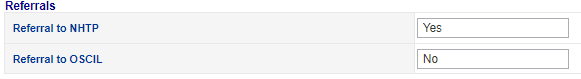 Referrals
Referral to NHTP Yes
Referral to OSCIL No